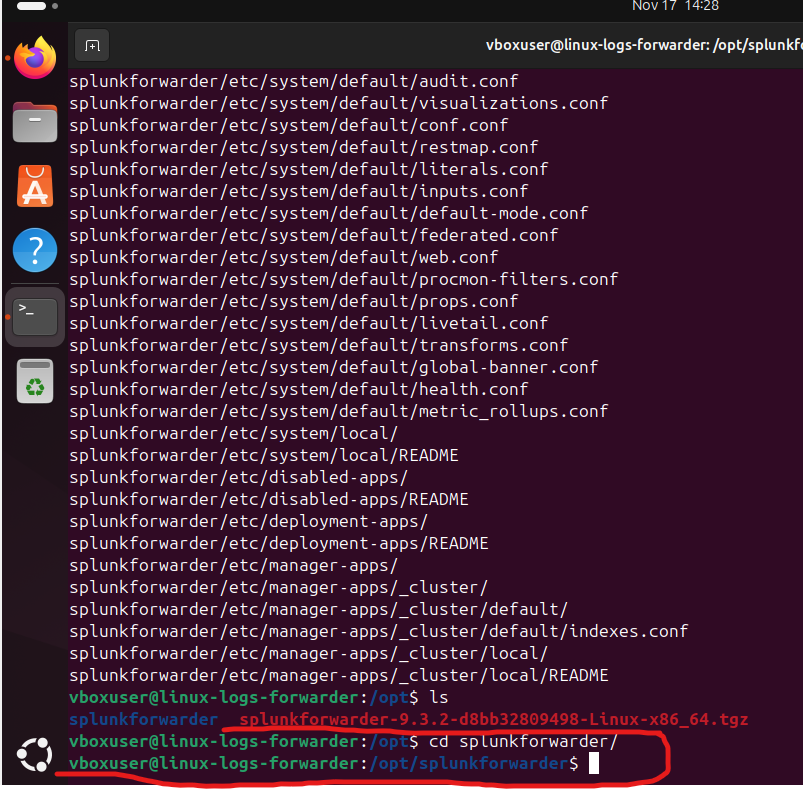 Nov 17 14:28
vboxuser@linux-logs-forwarder: /opt/splunkfo
splunkforwarder/etc/system/default/audit.conf
splunkforwarder/etc/system/default/visualizations.conf
splunkforwarder/etc/system/default/conf.conf
splunkforwarder/etc/system/default/restmap.conf
splunkforwarder/etc/system/default/literals.conf
splunkforwarder/etc/system/default/inputs.conf
splunkforwarder/etc/system/default/default-mode.conf
splunkforwarder/etc/system/default/federated.conf
splunkforwarder/etc/system/default/web.conf
splunkforwarder/etc/system/default/procmon-filters.conf
splunkforwarder/etc/system/default/props.conf
splunkforwarder/etc/system/default/livetail.conf
splunkforwarder/etc/system/default/transforms.conf
splunkforwarder/etc/system/default/global-banner.conf
splunkforwarder/etc/system/default/health.conf
splunkforwarder/etc/system/default/metric_rollups.conf
splunkforwarder/etc/system/local/
splunkforwarder/etc/system/local/README
splunkforwarder/etc/disabled-apps/
splunkforwarder/etc/disabled-apps/README
splunkforwarder/etc/deployment-apps/
splunkforwarder/etc/deployment-apps/README
splunkforwarder/etc/manager-apps/
splunkforwarder/etc/manager-apps/_cluster/
splunkforwarder/etc/manager-apps/_cluster/default/
splunkforwarder/etc/manager-apps/_cluster/default/indexes.conf
splunkforwarder/etc/manager-apps/_cluster/local/
splunkforwarder/etc/manager-apps/_cluster/local/README
vboxuser@linux-logs-forwarder:/opt$ ls
splunkforwarder splunkforwarder-9.3.2-d8bb32809498-Linux-x86_64.tgz
vboxuser@linux-logs-forwarder:/opt$ cd splunkforwarder/
vboxuser@linux-logs-forwarder:/opt/splunkforwarder$